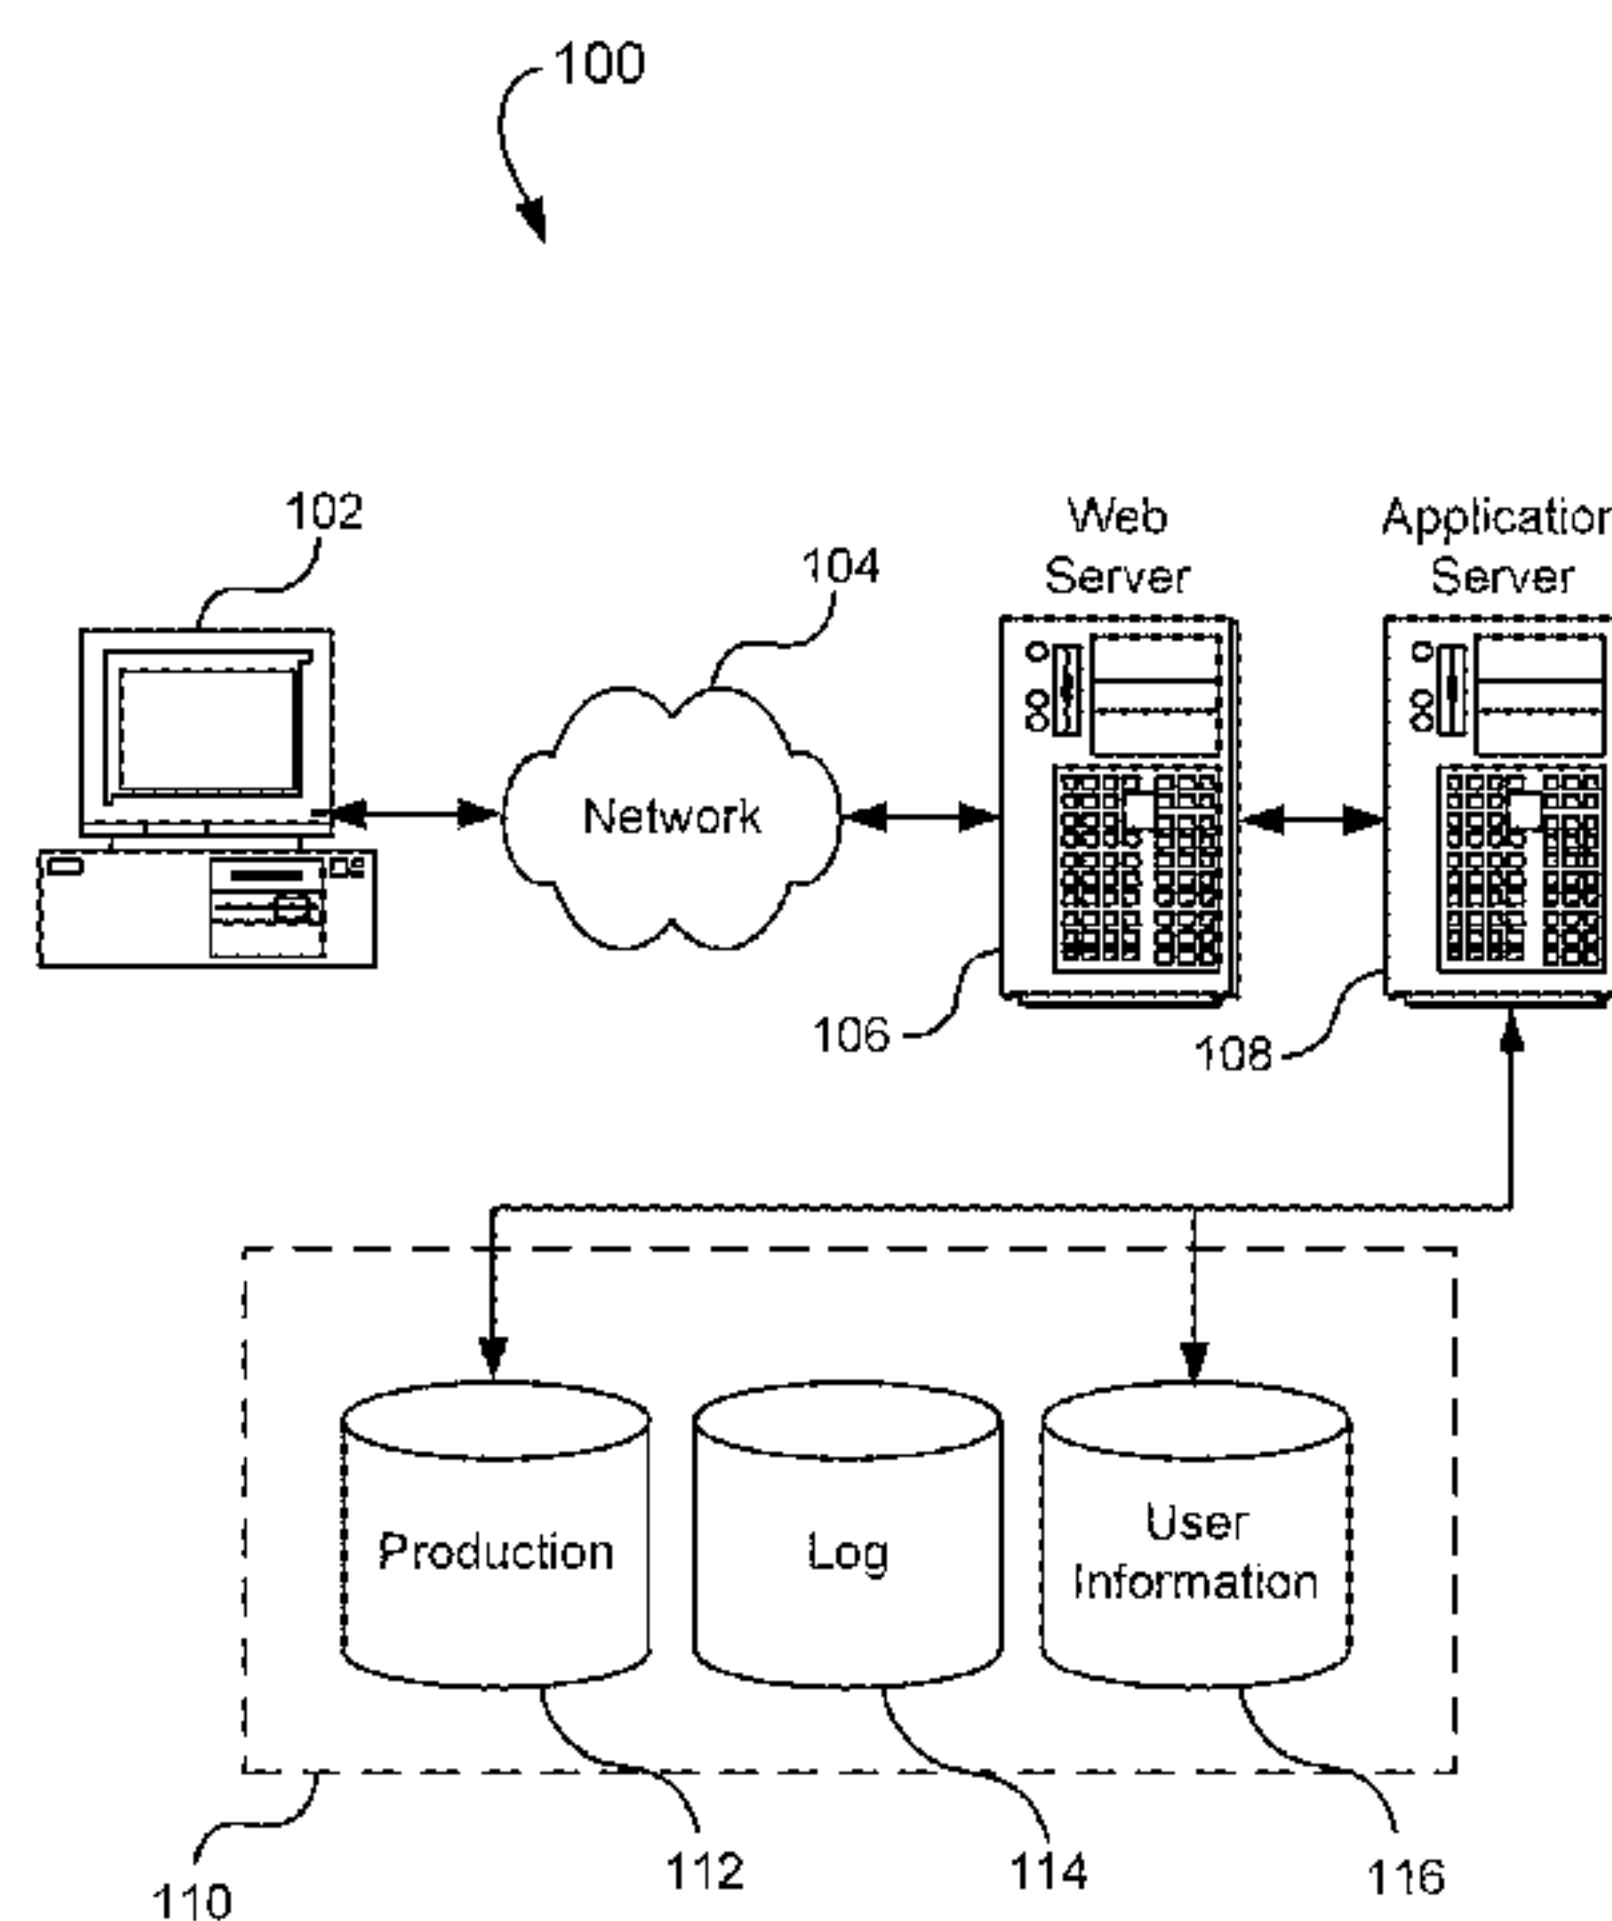 100
102
104
Web
Server
Application
Server
Network
106
108
Production
Log
User
Information
110
112
114
116